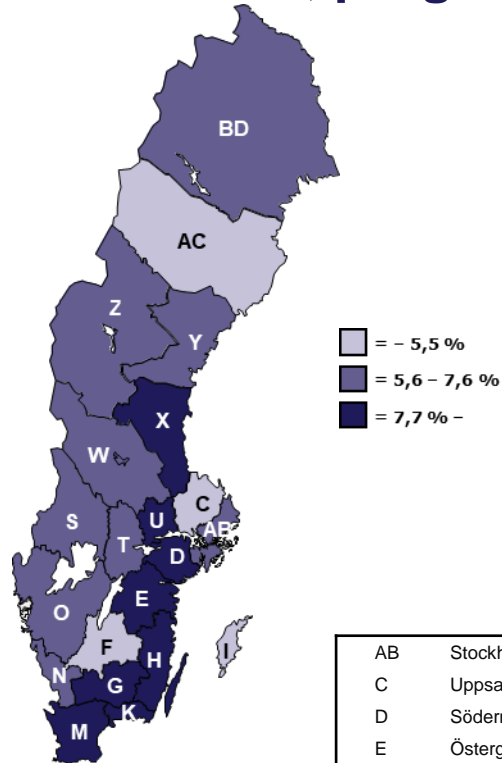 BD
AC
Z
Y
= – 5,5 %
= 5,6 – 7,6 %
= 7,7 % –
X
W
C
S
U
AB
T
D
E
O
F
I
H
N
G
K
M
AB
C
D
E